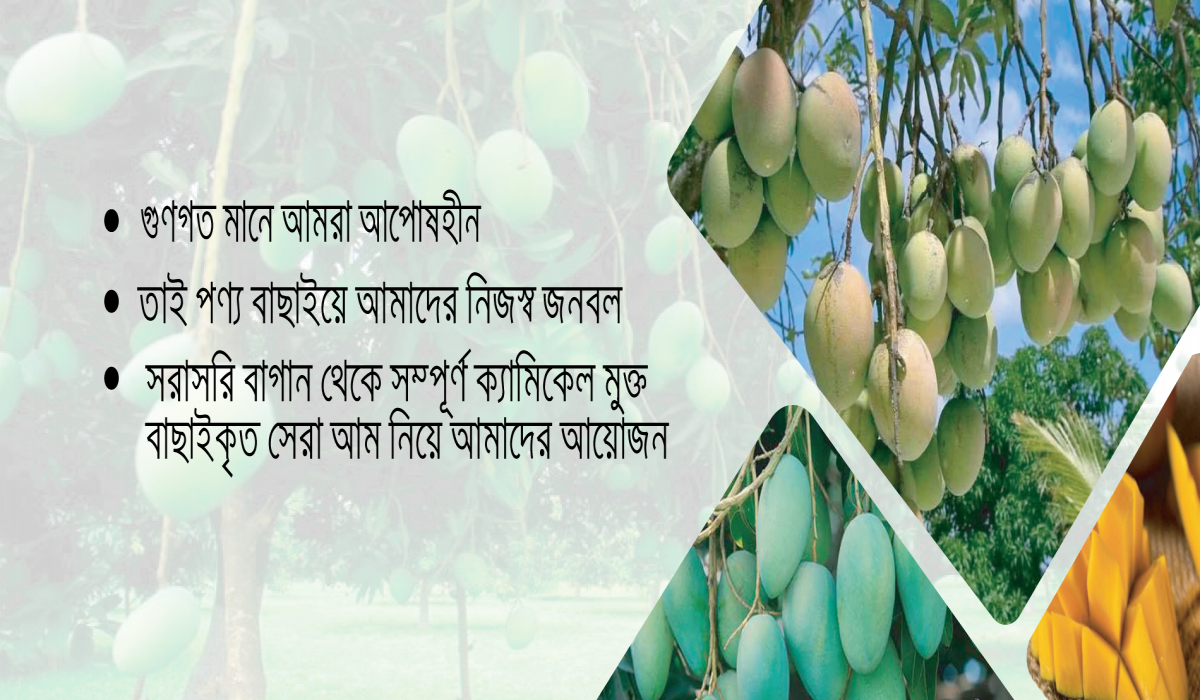 • গুণগত মানে আমরা আপোষহীন
• তাই পণ্য বাছাইয়ে আমাদের নিজস্ব জনবল
• সরাসরি বাগান থেকে সম্পূর্ণ ক্যামিকেল মুক্ত
বাছাইকৃত সেরা আম নিয়ে আমাদের আয়োজন